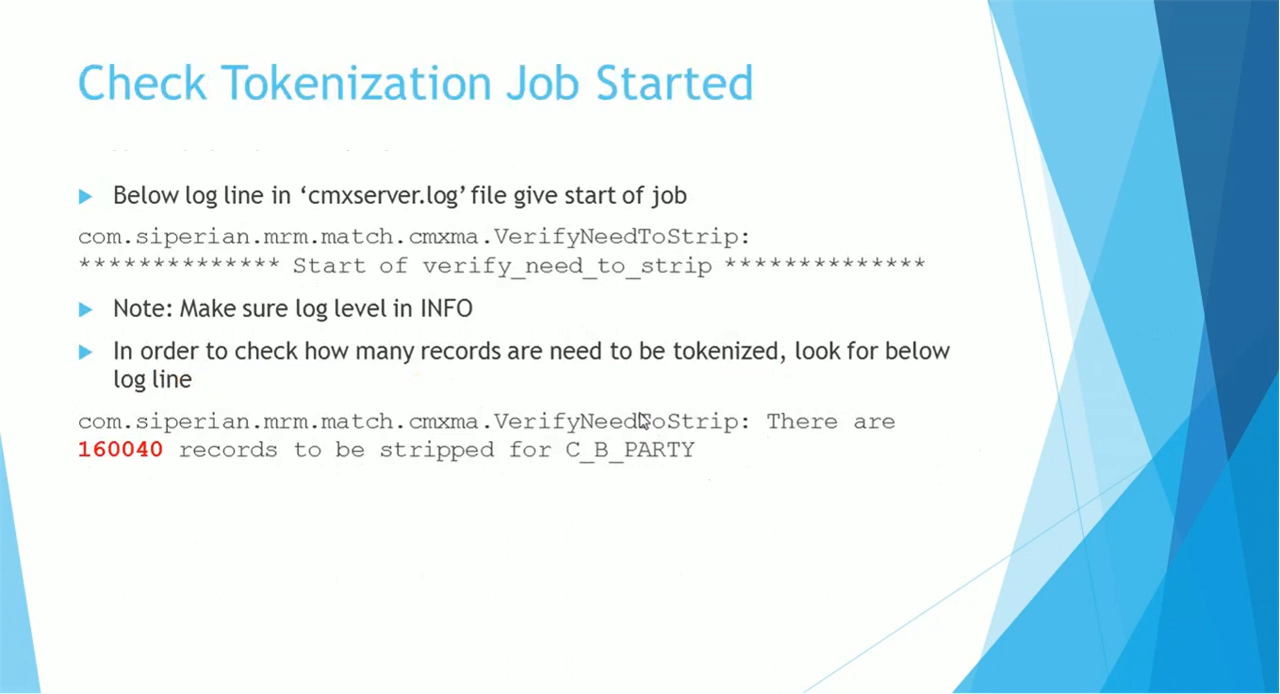 Check Tokenization Job Started
Below log line in ‘cmxserver.log’ file give start of job
com.siperian.mrm.match.cmxma.VerifyNeedToStrip:
************** Start of verify_need_to_strip **************
Note: Make sure log level in INFO
In order to check how many records are need to be tokenized, look for below
log line
com.siperian.mrm.match.cmxma.VerifyNeedToStrip: There are
160040 records to be stripped for C_B_PARTY